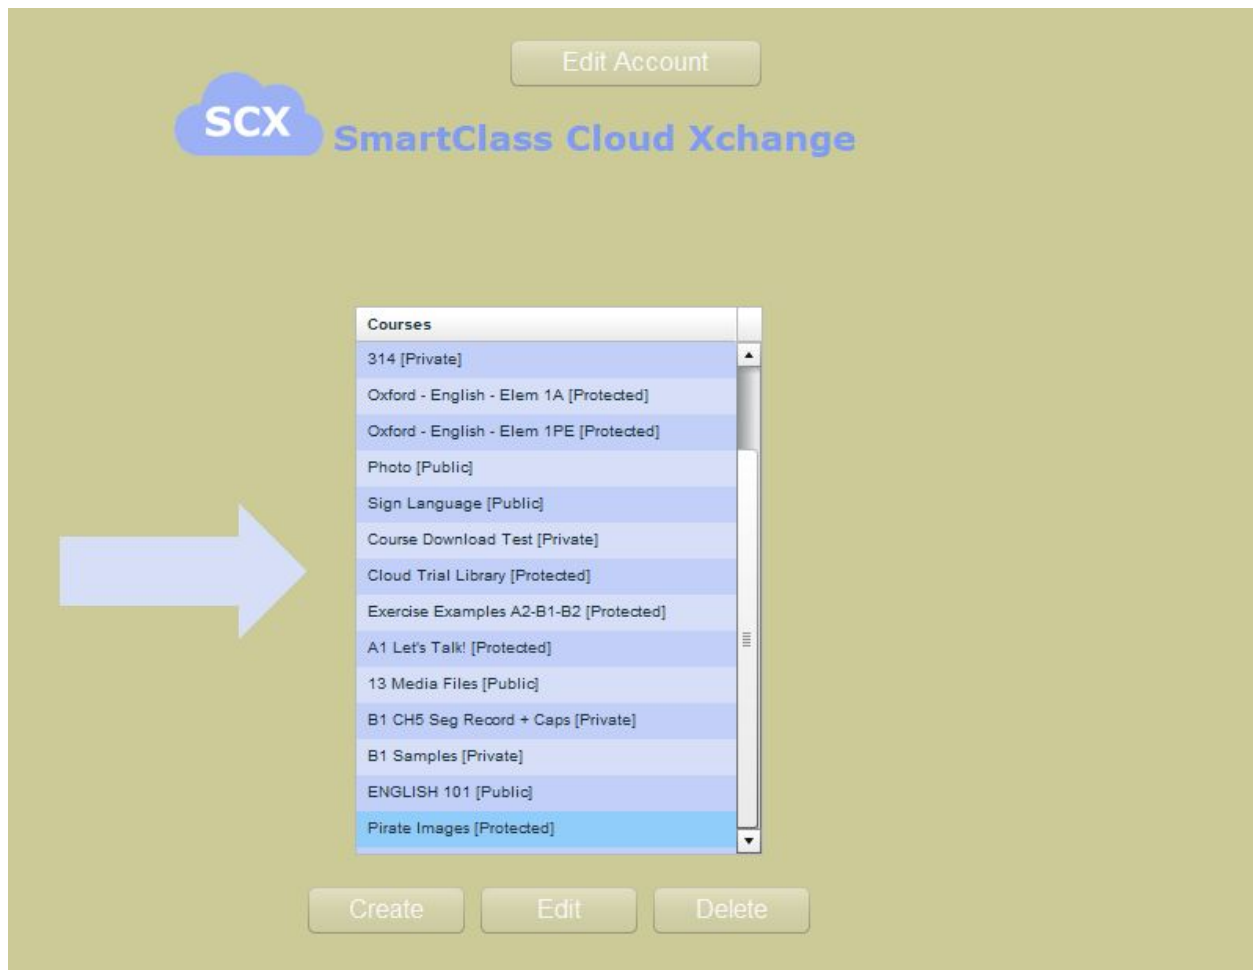 Edit Account
SCX
SmartClass Cloud Xchange
Courses
314 [Private]
Oxford - English - Elem 1A [Protected]
Oxford - English - Elem 1PE [Protected]
Photo [Public]
Sign Language [Public]
Course Download Test [Private]
Cloud Trial Library [Protected]
Exercise Examples A2-B1-B2 [Protected]
A1 Let's Talk! [Protected]
13 Media Files [Public]
B1 CH5 Seg Record + Caps [Private]
B1 Samples [Private]
ENGLISH 101 [Public]
Pirate Images [Protected]
Create Edit Delete